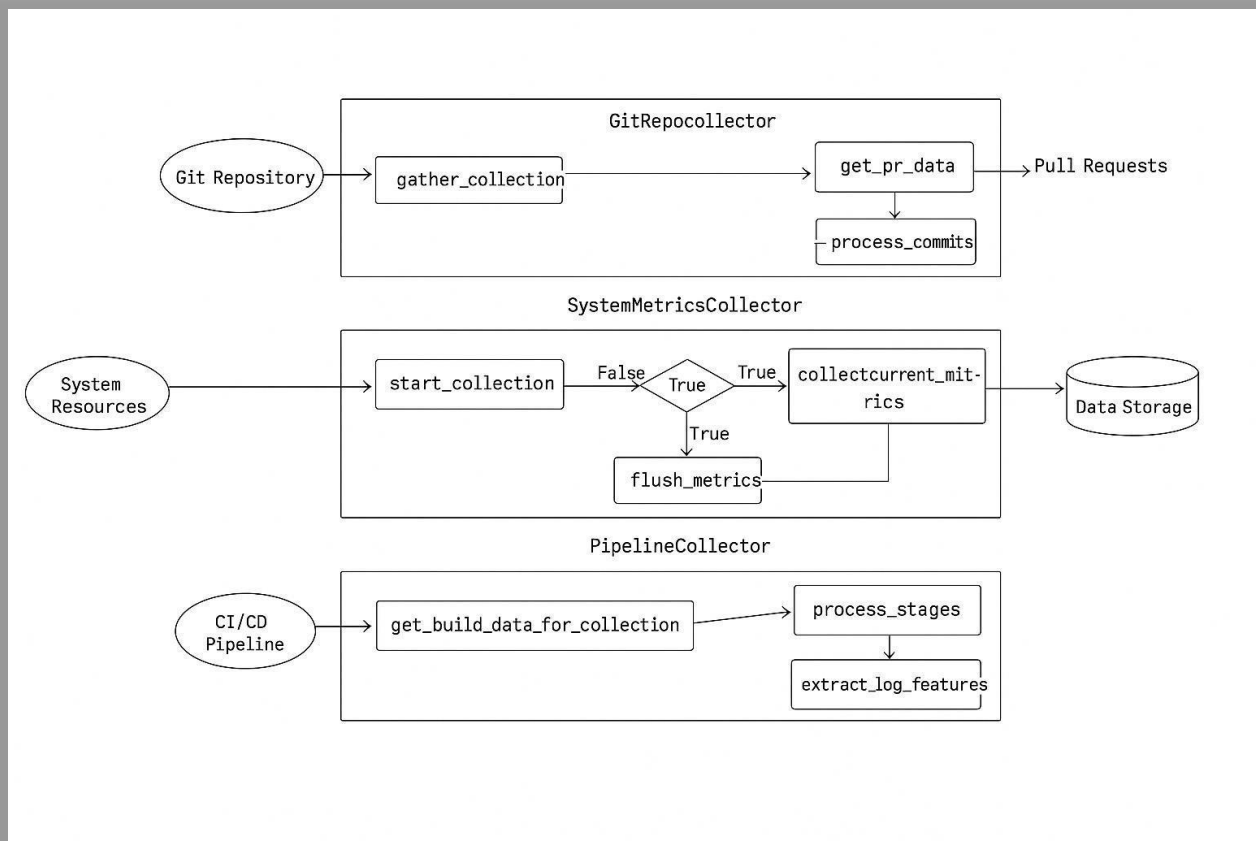 GitRepocollector
Git Repository
gather_collection
get_pr_data
Pull Requests
process_commits
SystemMetricsCollector
System
Resources
start_collection
False
True
True
True
collectcurrent_mit-
rics
Data Storage
flush_metrics
PipelineCollector
CI/CD
Pipeline
get_build_data_for_collection
process_stages
extract_log_features